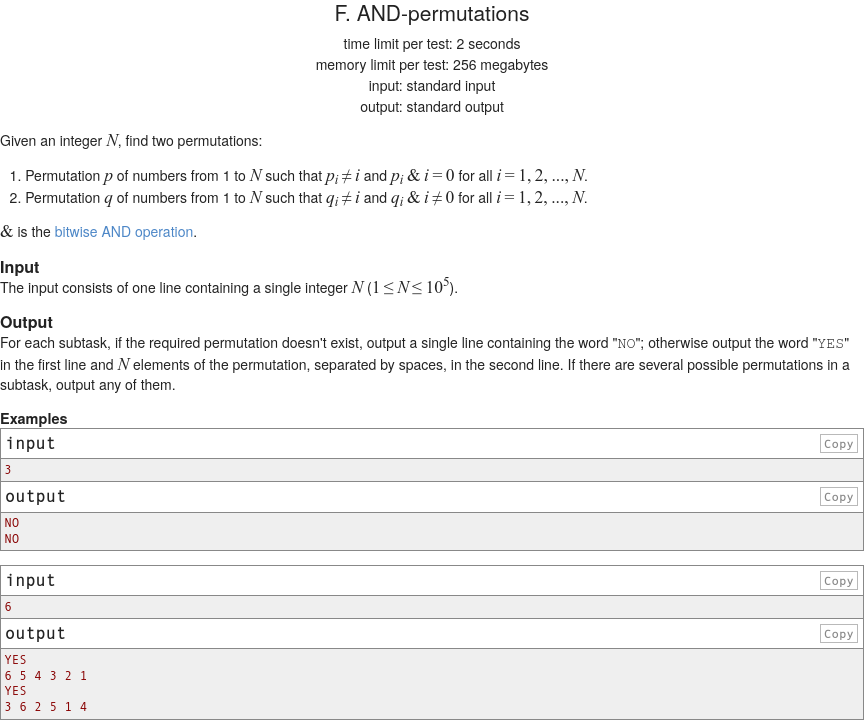 F. AND-permutations
time limit per test: 2 seconds
memory limit per test: 256 megabytes
input: standard input
output: standard output
Given an integer N, find two permutations:
1. Permutation p of numbers from 1 to N such that p_i ≠ i and p_i & i = 0 for all i = 1, 2, ..., N.
2. Permutation q of numbers from 1 to N such that q_i ≠ i and q_i & i ≠ 0 for all i = 1, 2, ..., N.
& is the bitwise AND operation.
Input
The input consists of one line containing a single integer N (1 ≤ N ≤ 10^5).
Output
For each subtask, if the required permutation doesn't exist, output a single line containing the word "NO"; otherwise output the word "YES"
in the first line and N elements of the permutation, separated by spaces, in the second line. If there are several possible permutations in a
subtask, output any of them.
Examples
input Copy
3
output Copy
NO
NO
input Copy
6
output Copy
YES
6 5 4 3 2 1
YES
3 6 2 5 1 4